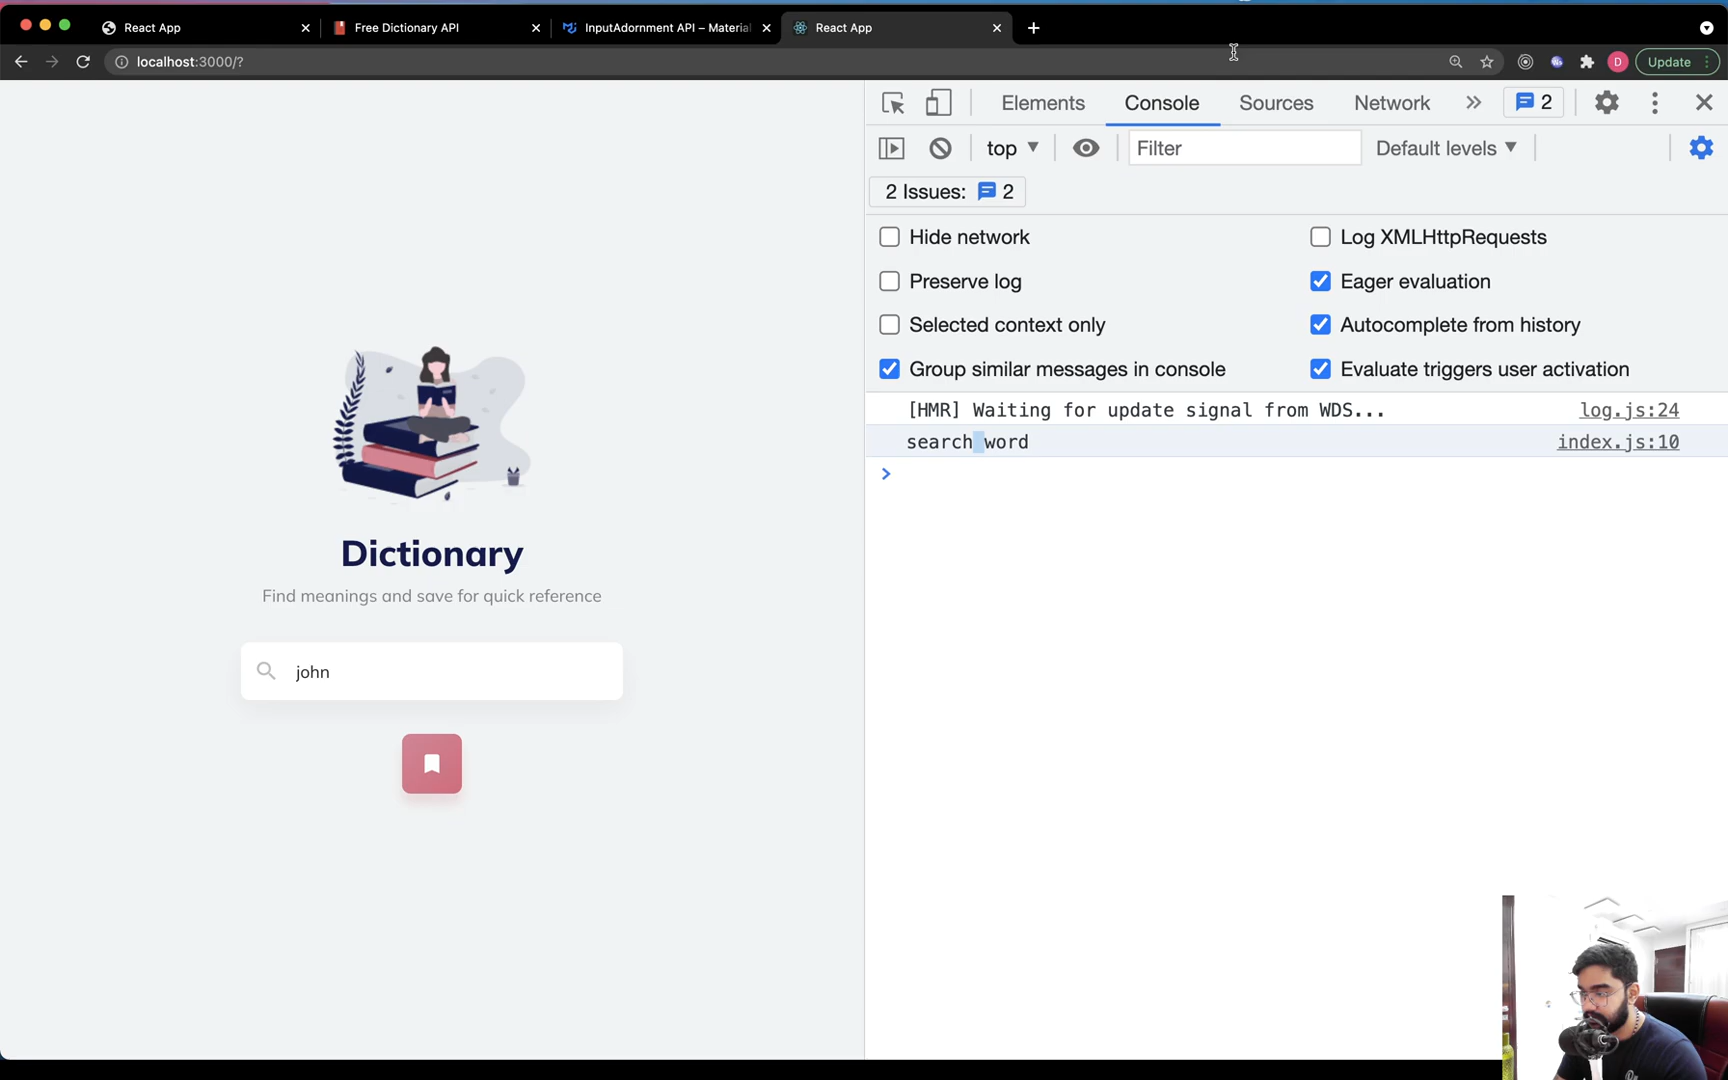 React App
Free Dictionary API
InputAdornment API – Material
React App
localhost:3000/?
D
Update
Elements
Console
Sources
Network
2
top
Filter
Default levels
2 Issues: 2
Hide network
Log XMLHttpRequests
Preserve log
Eager evaluation
Selected context only
Autocomplete from history
Group similar messages in console
Evaluate triggers user activation
[HMR] Waiting for update signal from WDS...
log.js:24
search word
index.js:10
Dictionary
Find meanings and save for quick reference
john